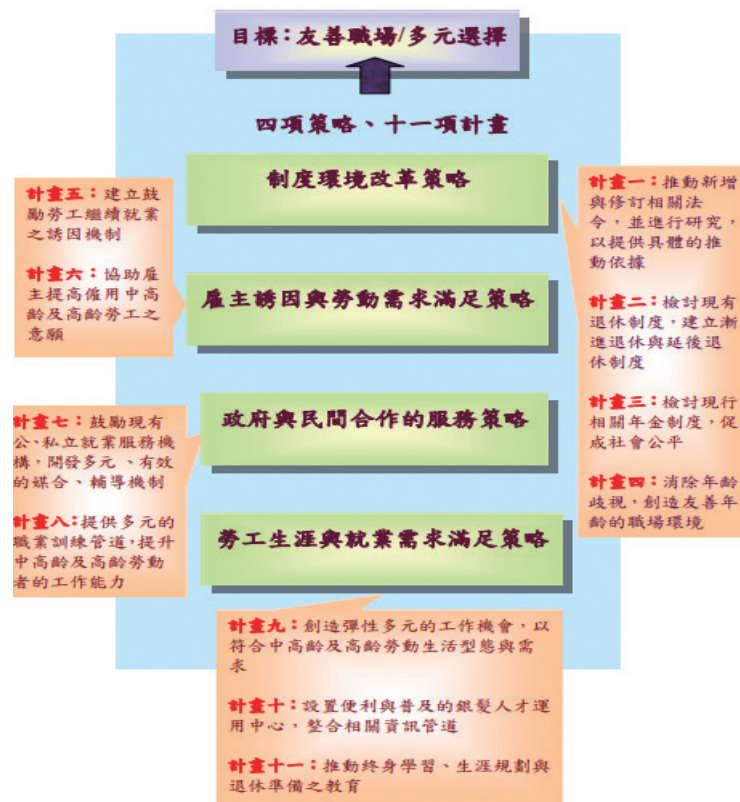 目標：友善職場/多元選擇
四項策略、十一項計畫
制度環境改革策略
計畫一：推動新增
與修訂相關法
令，並進行研究，
以提供具體的推
動依據
計畫二：檢討現有
退休制度，建立漸
進退休與延後退
休制度
計畫三：檢討現行
相關年金制度，促
成社會公平
計畫四：消除年齡
歧視，創造友善年
齡的職場環境
雇主誘因與勞動需求滿足策略
計畫五：建立鼓
勵勞工繼續就業
之誘因機制
計畫六：協助雇
主提高僱用中高
齡及高齡勞工之
意願
政府與民間合作的服務策略
計畫七：鼓勵現有
公、私立就業服務機
構，開發多元、有效
的媒合、輔導機制
計畫八：提供多元的
職業訓練管道，提升
中高齡及高齡勞動
者的工作能力
勞工生涯與就業需求滿足策略
計畫九：創造彈性多元的工作機會，以
符合中高齡及高齡勞動生活型態與需
求
計畫十：設置便利與普及的銀髮人才運
用中心，整合相關資訊管道
計畫十一：推動終身學習、生涯規劃與
退休準備之教育